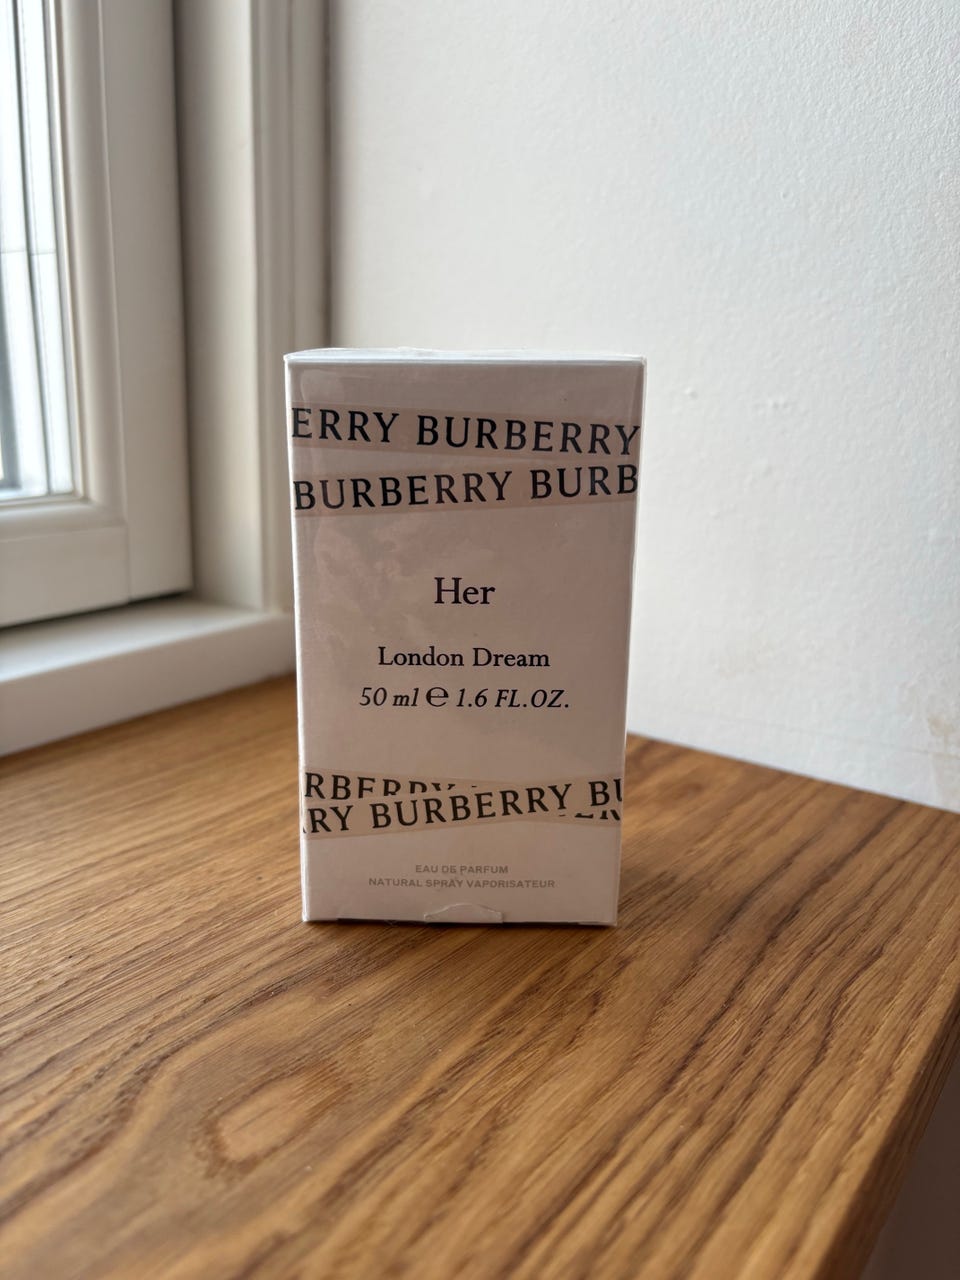 ERRY BURBERRY
BURBERRY BURB
Her
London Dream
50 ml ℮ 1.6 FL.OZ.
RBERRY
RY BURBERRY BU
EAU DE PARFUM
NATURAL SPRAY VAPORISATEUR